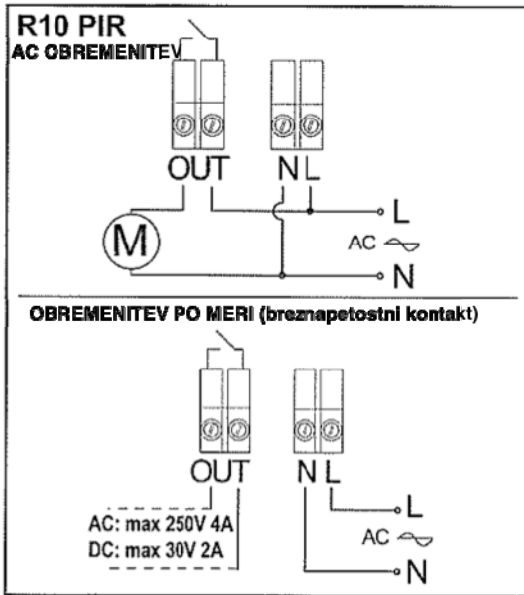 R10 PIR
AC OBREMENITEV
OUT N L
L
AC
N
M
OBREMENITEV PO MERI (breznapetostni kontakt)
OUT N L
AC: max 250V 4A
DC: max 30V 2A
L
AC
N